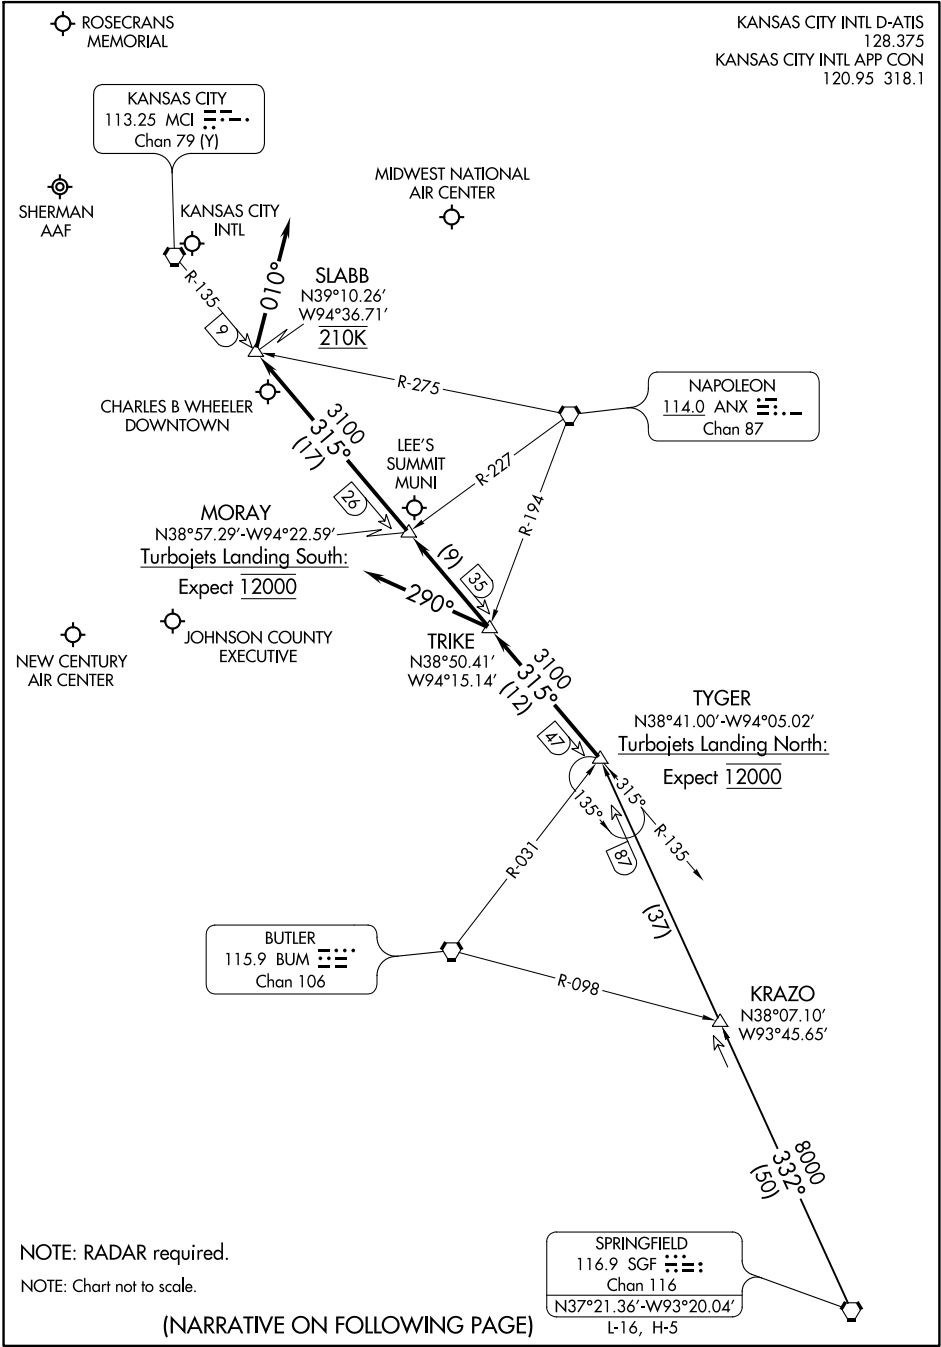 ROSECRANS
MEMORIAL
KANSAS CITY INTL D-ATIS
128.375
KANSAS CITY INTL APP CON
120.95 318.1
KANSAS CITY
113.25 MCI
Chan 79 (Y)
SHERMAN
AAF
MIDWEST NATIONAL
AIR CENTER
KANSAS CITY
INTL
R-135
9
010°
SLABB
N39°10.26′
W94°36.71′
210K
R-275
NAPOLEON
114.0 ANX
Chan 87
CHARLES B WHEELER
DOWNTOWN
3100
315°
(17)
LEE'S
SUMMIT
MUNI
R-227
R-194
26
MORAY
N38°57.29′-W94°22.59′
Turbojets Landing South:
Expect 12000
(9)
35
290°
JOHNSON COUNTY
EXECUTIVE
NEW CENTURY
AIR CENTER
TRIKE
N38°50.41′
W94°15.14′
3100
315°
(12)
TYGER
N38°41.00′-W94°05.02′
Turbojets Landing North:
Expect 12000
47
135°
315°
R-135
87
R-031
(37)
BUTLER
115.9 BUM
Chan 106
R-098
KRAZO
N38°07.10′
W93°45.65′
8000
332°
(50)
NOTE: RADAR required.
NOTE: Chart not to scale.
SPRINGFIELD
116.9 SGF
Chan 116
N37°21.36′-W93°20.04′
L-16, H-5
(NARRATIVE ON FOLLOWING PAGE)